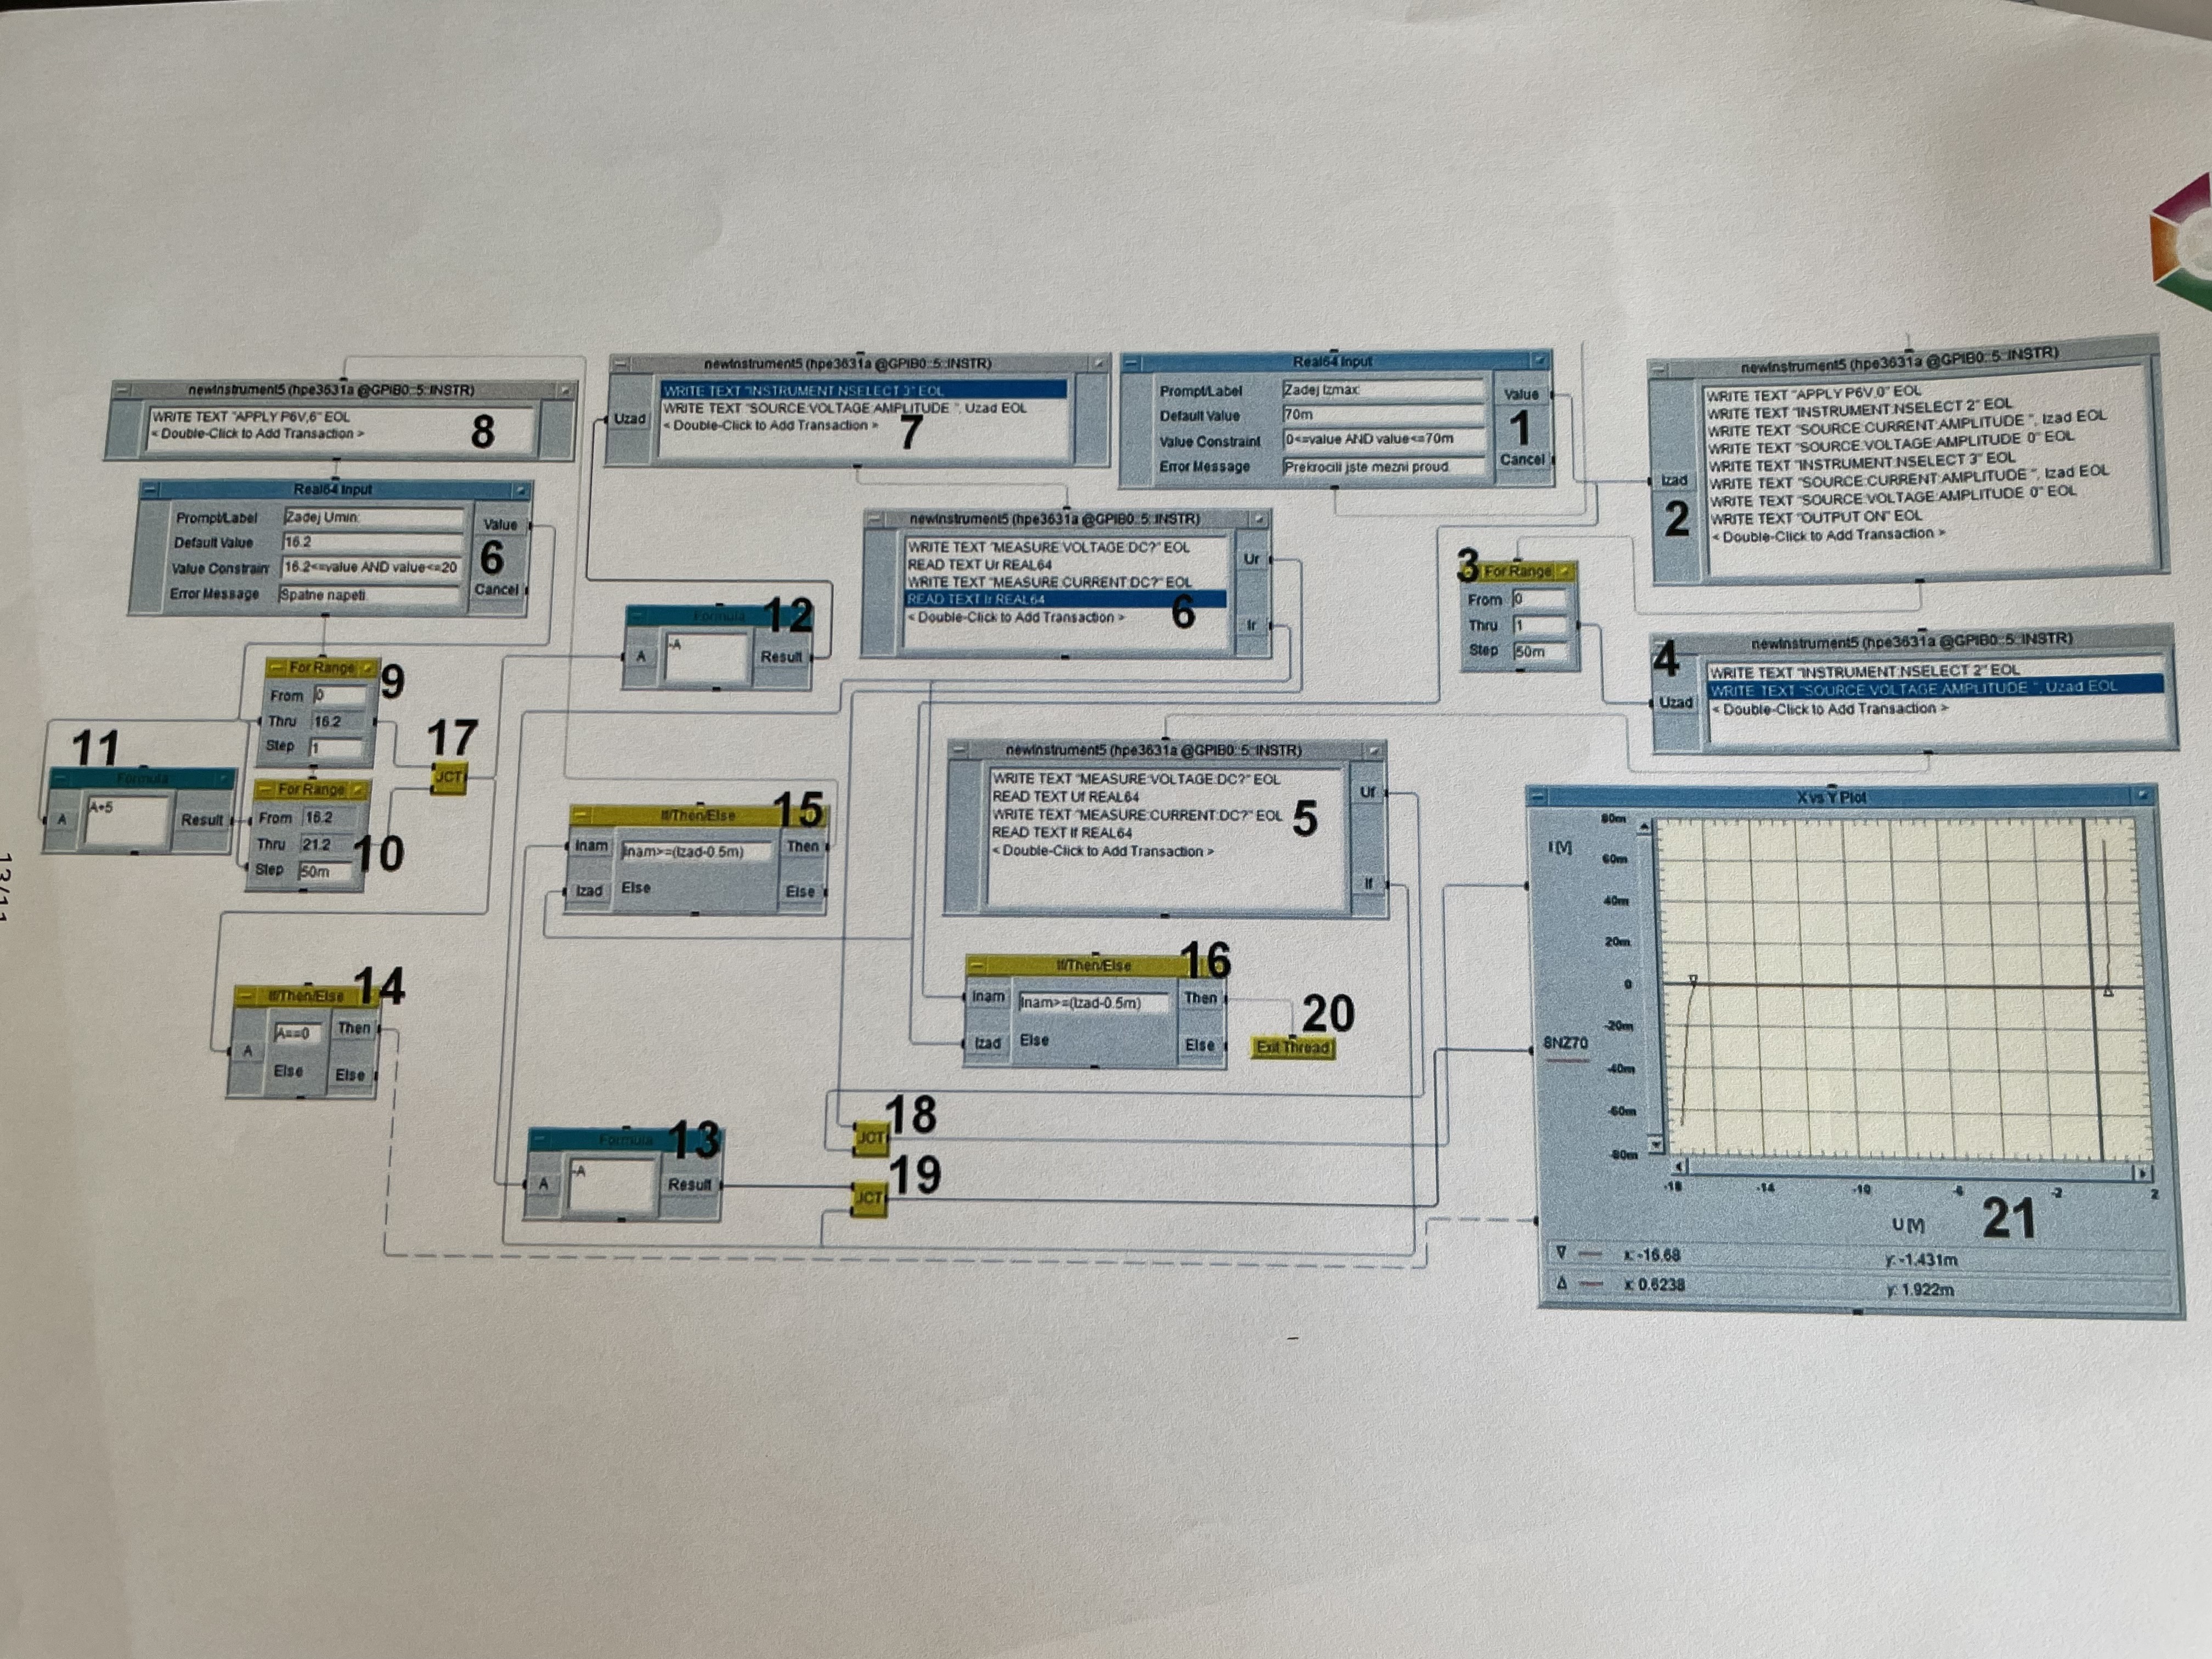 newInstrument5 (hpe3631a @GPIB0::5::INSTR)
WRITE TEXT "APPLY P6V,6" EOL
< Double-Click to Add Transaction >
8
Real64 Input
Prompt/Label
Zadej Umin:
Default Value
16.2
Value Constraint
16.2<=value AND value<=20
Error Message
Spatne napeti
Value
6
Cancel
newInstrument5 (hpe3631a @GPIB0::5::INSTR)
Uzad
WRITE TEXT "INSTRUMENT:NSELECT 3" EOL
WRITE TEXT "SOURCE:VOLTAGE:AMPLITUDE ", Uzad EOL
< Double-Click to Add Transaction >
7
Real64 Input
Prompt/Label
Zadej Izmax:
Default Value
70m
Value Constraint
0<=value AND value<=70m
Error Message
Prekrocili jste mezni proud
Value
1
Cancel
newInstrument5 (hpe3631a @GPIB0::5::INSTR)
Izad
2
WRITE TEXT "APPLY P6V,0" EOL
WRITE TEXT "INSTRUMENT:NSELECT 2" EOL
WRITE TEXT "SOURCE:CURRENT:AMPLITUDE ", Izad EOL
WRITE TEXT "SOURCE:VOLTAGE:AMPLITUDE 0" EOL
WRITE TEXT "INSTRUMENT:NSELECT 3" EOL
WRITE TEXT "SOURCE:CURRENT:AMPLITUDE ", Izad EOL
WRITE TEXT "SOURCE:VOLTAGE:AMPLITUDE 0" EOL
WRITE TEXT "OUTPUT ON" EOL
< Double-Click to Add Transaction >
newInstrument5 (hpe3631a @GPIB0::5::INSTR)
WRITE TEXT "MEASURE:VOLTAGE:DC?" EOL
READ TEXT Ur REAL64
WRITE TEXT "MEASURE:CURRENT:DC?" EOL
READ TEXT Ir REAL64
< Double-Click to Add Transaction >
6
Ur
Ir
3
For Range
From 0
Thru 1
Step 50m
newInstrument5 (hpe3631a @GPIB0::5::INSTR)
4
Uzad
WRITE TEXT "INSTRUMENT:NSELECT 2" EOL
WRITE TEXT "SOURCE:VOLTAGE:AMPLITUDE ", Uzad EOL
< Double-Click to Add Transaction >
Formula
12
A
-A
Result
For Range
9
From 0
Thru 16.2
Step 1
17
JCT
11
Formula
A
A+5
Result
For Range
From 16.2
Thru 21.2
Step 50m
10
If/Then/Else
15
Inam
Inam>=(Izad-0.5m)
Then
Izad
Else
Else
newInstrument5 (hpe3631a @GPIB0::5::INSTR)
WRITE TEXT "MEASURE:VOLTAGE:DC?" EOL
READ TEXT Uf REAL64
WRITE TEXT "MEASURE:CURRENT:DC?" EOL
READ TEXT If REAL64
< Double-Click to Add Transaction >
5
Uf
If
If/Then/Else
14
A
A==0
Then
Else
Else
If/Then/Else
16
Inam
Inam>=(Izad-0.5m)
Then
Izad
Else
Else
20
Exit Thread
Formula
13
A
-A
Result
18
JCT
19
JCT
X vs Y Plot
I[M]
8NZ70
80m
60m
40m
20m
0
-20m
-40m
-60m
-80m
-18
-14
-10
-6
-2
2
U[M]
21
x: -16.68
y: -1.431m
x: 0.6238
y: 1.922m
13/11